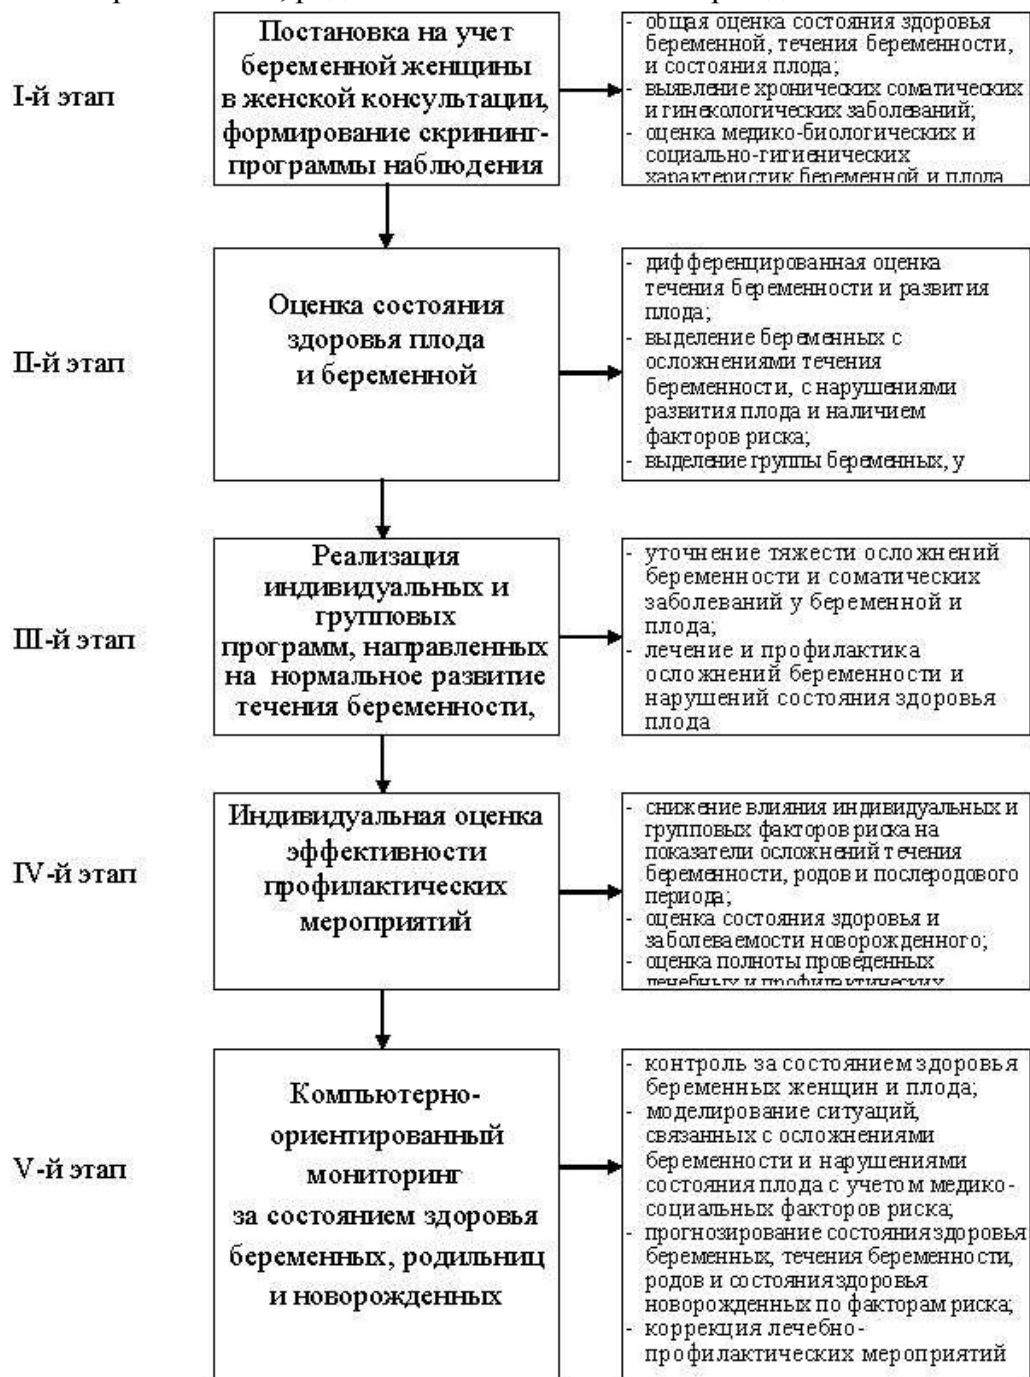 I-й этап
Постановка на учет
беременной женщины
в женской консультации,
формирование скрининг-
программы наблюдения
- общая оценка состояния здоровья
беременной, течения беременности,
и состояния плода;
- выявление хронических соматических
и гинекологических заболеваний;
- оценка медико-биологических и
социально-гигиенических
характеристик беременной и плода
II-й этап
Оценка состояния
здоровья плода
и беременной
- дифференцированная оценка
течения беременности и развития
плода;
- выделение беременных с
осложнениями течения
беременности, с нарушениями
развития плода и наличием
факторов риска;
- выделение группы беременных, у
III-й этап
Реализация
индивидуальных и
групповых
программ, направленных
на нормальное развитие
течения беременности,
- уточнение тяжести осложнений
беременности и соматических
заболеваний у беременной и
плода;
- лечение и профилактика
осложнений беременности и
нарушений состояния здоровья
плода
IV-й этап
Индивидуальная оценка
эффективности
профилактических
мероприятий
- снижение влияния индивидуальных и
групповых факторов риска на
показатели осложнений течения
беременности, родов и послеродового
периода;
- оценка состояния здоровья и
заболеваемости новорожденного;
- оценка полноты проведенных
лечебных и профилактических
V-й этап
Компьютерно-
ориентированный
мониторинг
за состоянием здоровья
беременных, родильниц
и новорожденных
- контроль за состоянием здоровья
беременных женщин и плода;
- моделирование ситуаций,
связанных с осложнениями
беременности и нарушениями
состояния плода с учетом медико-
социальных факторов риска;
- прогнозирование состояния здоровья
беременных, течения беременности,
родов и состояния здоровья
новорожденных по факторам риска;
- коррекция лечебно-
профилактических мероприятий